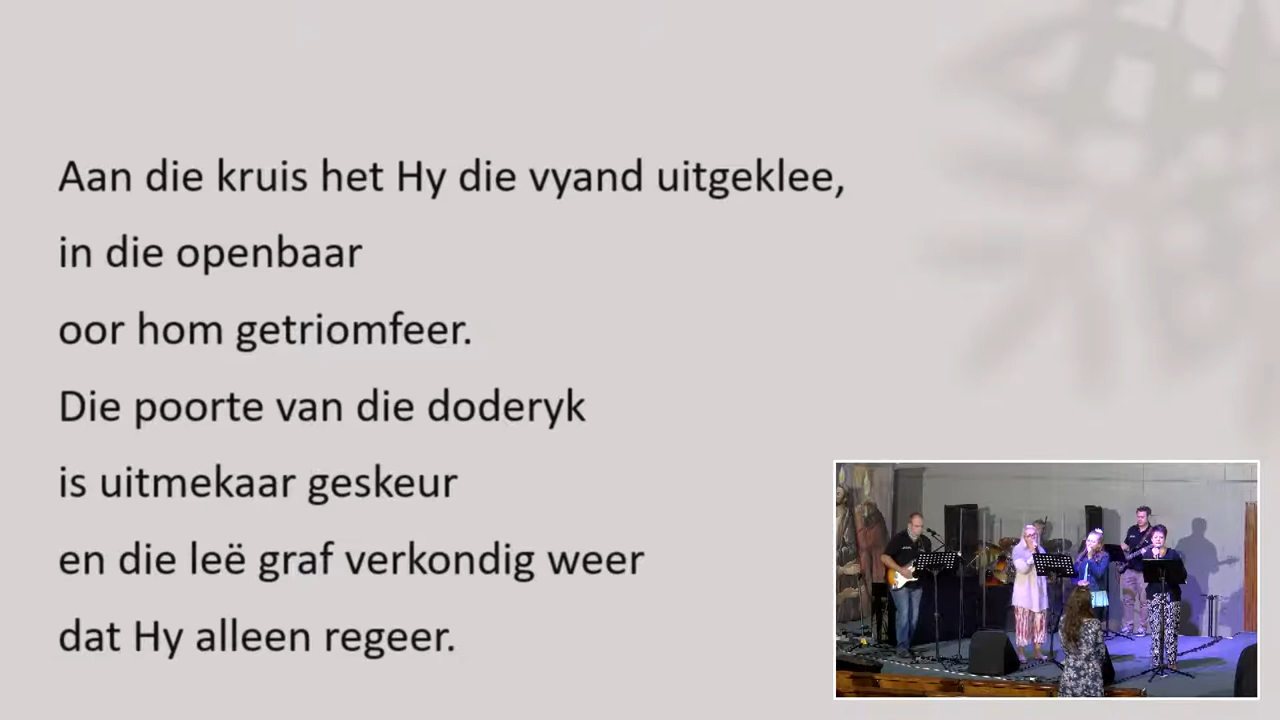 Aan die kruis het Hy die vyand uitgeklee,
in die openbaar
oor hom getriomfeer.
Die poorte van die doderyk
is uitmekaar geskeur
en die leë graf verkondig weer
dat Hy alleen regeer.